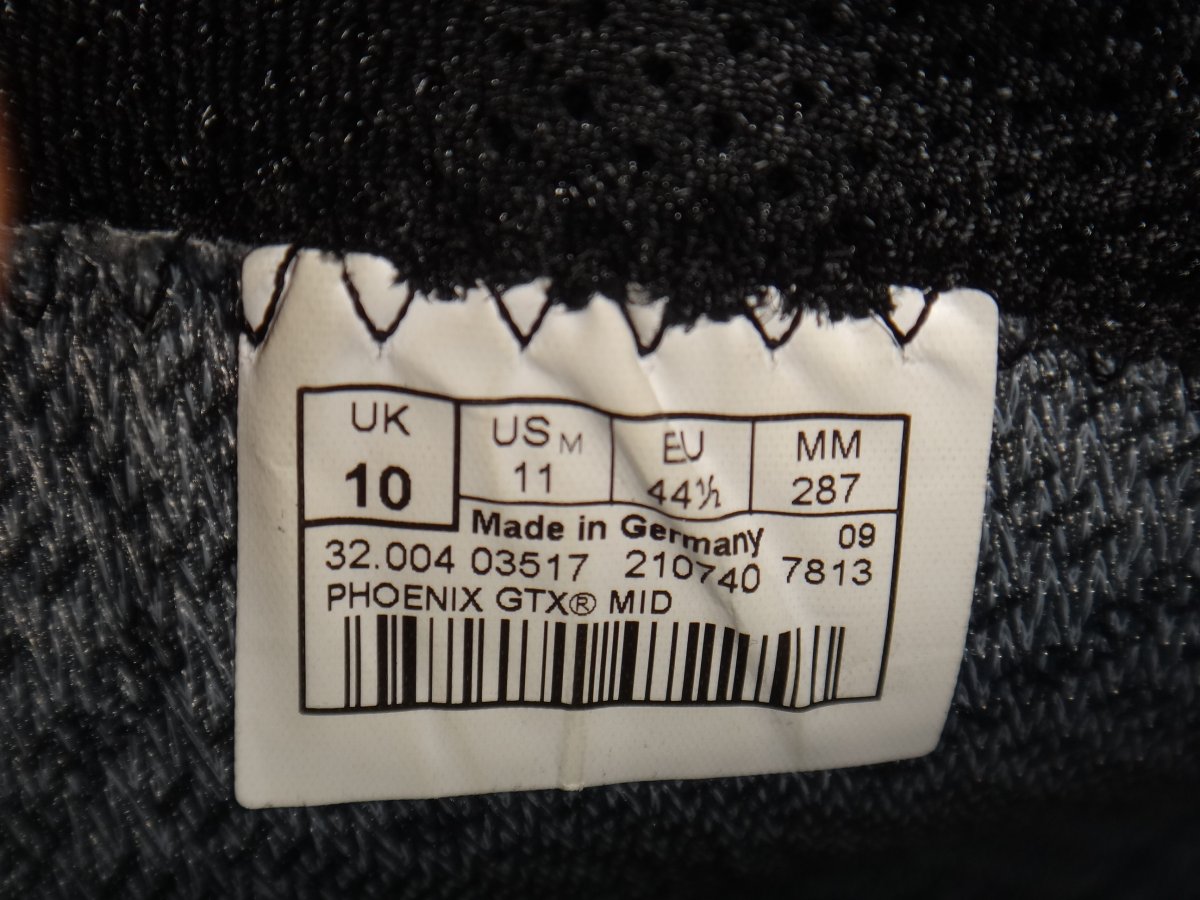 UK US M EU MM
10 11 44½ 287
Made in Germany 09
32.004 03517 210740 7813
PHOENIX GTX® MID